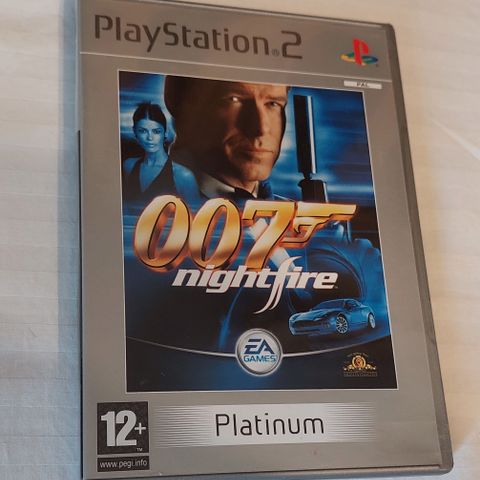 PlayStation®2
PAL
007
nightfire
EA
GAMES
12+
www.pegi.info
Platinum